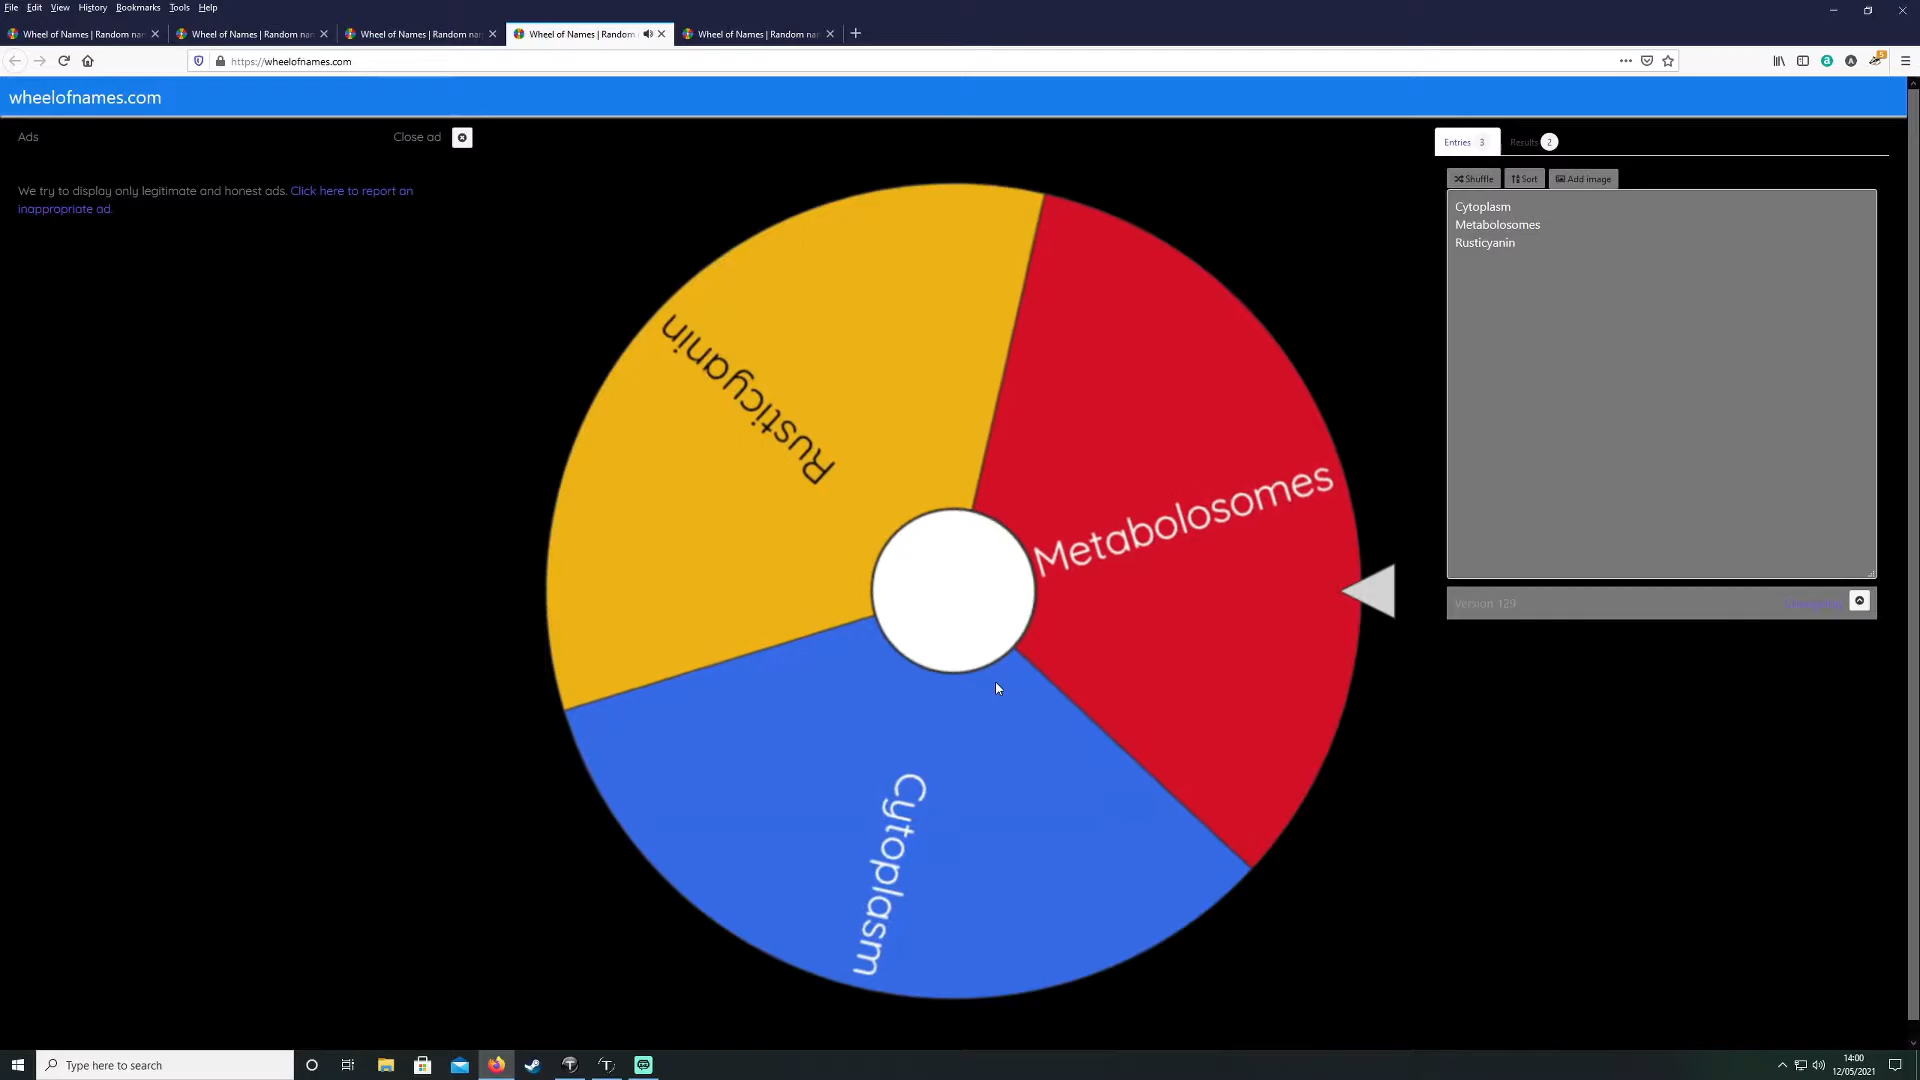 File Edit View History Bookmarks Tools Help
Wheel of Names | Random nam Wheel of Names | Random nam Wheel of Names | Random nam Wheel of Names | Random Wheel of Names | Random nam
https://wheelofnames.com
wheelofnames.com
Ads Close ad
We try to display only legitimate and honest ads. Click here to report an
inappropriate ad.
Entries 3 Results 2
Shuffle Sort Add image
Cytoplasm
Metabolosomes
Rusticyanin
Version 129
Rusticyanin
Metabolosomes
Cytoplasm
Type here to search
14:00
12/05/2021